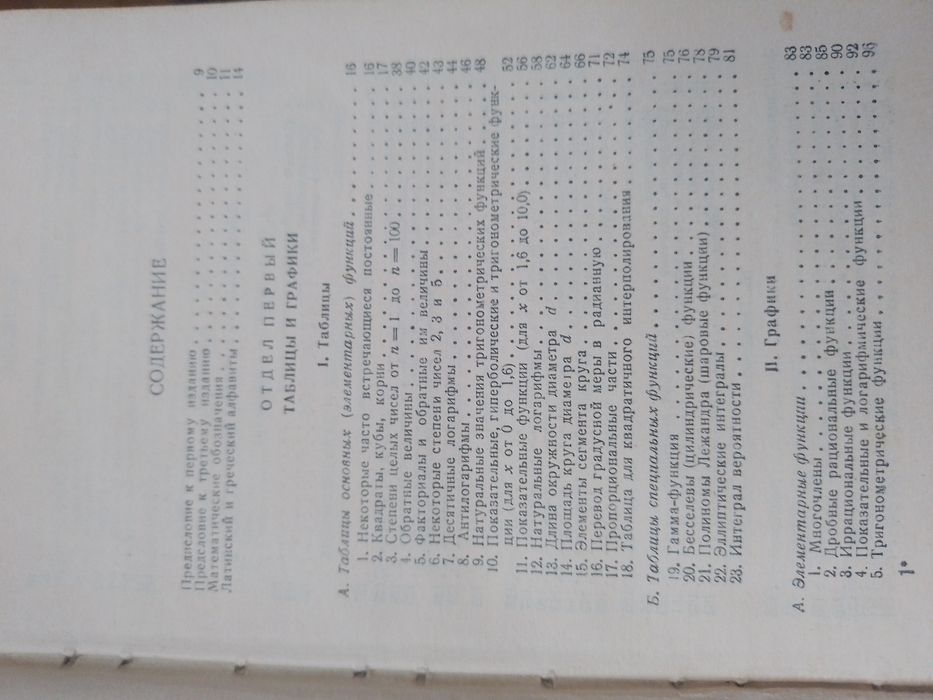 СОДЕРЖАНИЕ
Предисловие к первому изданию . . . . . . . . . . . . . . . . 9
Предисловие к третьему изданию . . . . . . . . . . . . . . . . 10
Математические обозначения . . . . . . . . . . . . . . . . 11
Латинский и греческий алфавиты . . . . . . . . . . . . . . . . 14
ОТДЕЛ ПЕРВЫЙ
ТАБЛИЦЫ И ГРАФИКИ
I. Таблицы
А. Таблицы основных (элементарных) функций . . . . . . . . 16
1. Некоторые часто встречающиеся постоянные . . . . . . . . 16
2. Квадраты, кубы, корни . . . . . . . . . . . . . . . . 17
3. Степени целых чисел от n = 1 до n = 100 . . . . . . . . 38
4. Обратные величины . . . . . . . . . . . . . . . . 40
5. Факториалы и обратные им величины . . . . . . . . . . 42
6. Некоторые степени чисел 2, 3 и 5 . . . . . . . . . . . . 43
7. Десятичные логарифмы . . . . . . . . . . . . . . . . 44
8. Антилогарифмы . . . . . . . . . . . . . . . . 46
9. Натуральные значения тригонометрических функций . . . . 48
10. Показательные, гиперболические и тригонометрические функ-
ции (для x от 0 до 1,6) . . . . . . . . . . . . . . . . 52
11. Показательные функции (для x от 1,6 до 10,0) . . . . . . 56
12. Натуральные логарифмы . . . . . . . . . . . . . . . . 58
13. Длина окружности диаметра d . . . . . . . . . . . . . . 62
14. Площадь круга диаметра d . . . . . . . . . . . . . . . . 64
15. Элементы сегмента круга . . . . . . . . . . . . . . . . 66
16. Перевод градусной меры в радианную . . . . . . . . . . 71
17. Пропорциональные части . . . . . . . . . . . . . . . . 72
18. Таблица для квадратичного интерполирования . . . . . . 74
Б. Таблицы специальных функций . . . . . . . . . . . . . . 75
19. Гамма-функция . . . . . . . . . . . . . . . . 75
20. Бесселевы (цилиндрические) функции . . . . . . . . . . 76
21. Полиномы Лежандра (шаровые функции) . . . . . . . . 78
22. Эллиптические интегралы . . . . . . . . . . . . . . . . 79
23. Интеграл вероятности . . . . . . . . . . . . . . . . 81
II. Графики
А. Элементарные функции . . . . . . . . . . . . . . . . 83
1. Многочлены . . . . . . . . . . . . . . . . 83
2. Дробные рациональные функции . . . . . . . . . . . . 85
3. Иррациональные функции . . . . . . . . . . . . . . . . 90
4. Показательные и логарифмические функции . . . . . . . . 92
5. Тригонометрические функции . . . . . . . . . . . . . . 96
1*